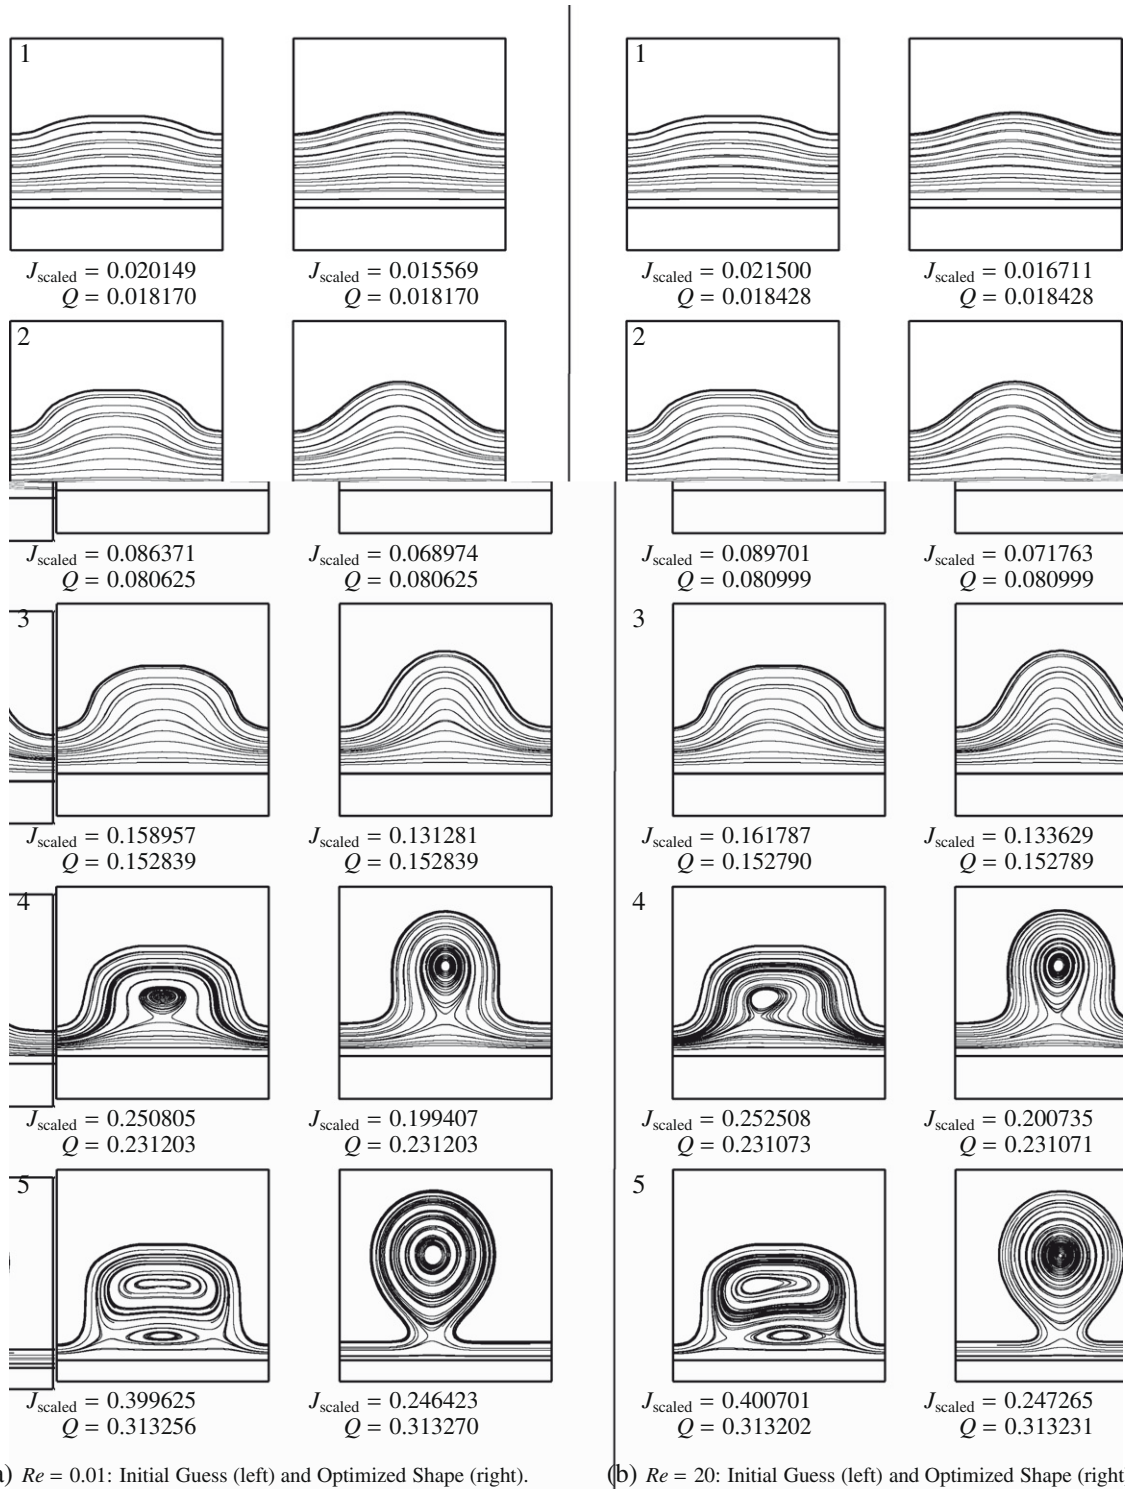 1
1
J_scaled = 0.020149
Q = 0.018170
J_scaled = 0.015569
Q = 0.018170
J_scaled = 0.021500
Q = 0.018428
J_scaled = 0.016711
Q = 0.018428
2
2
J_scaled = 0.086371
Q = 0.080625
J_scaled = 0.068974
Q = 0.080625
J_scaled = 0.089701
Q = 0.080999
J_scaled = 0.071763
Q = 0.080999
3
3
J_scaled = 0.158957
Q = 0.152839
J_scaled = 0.131281
Q = 0.152839
J_scaled = 0.161787
Q = 0.152790
J_scaled = 0.133629
Q = 0.152789
4
4
J_scaled = 0.250805
Q = 0.231203
J_scaled = 0.199407
Q = 0.231203
J_scaled = 0.252508
Q = 0.231073
J_scaled = 0.200735
Q = 0.231071
5
5
J_scaled = 0.399625
Q = 0.313256
J_scaled = 0.246423
Q = 0.313270
J_scaled = 0.400701
Q = 0.313202
J_scaled = 0.247265
Q = 0.313231
) Re = 0.01: Initial Guess (left) and Optimized Shape (right).
(b) Re = 20: Initial Guess (left) and Optimized Shape (right